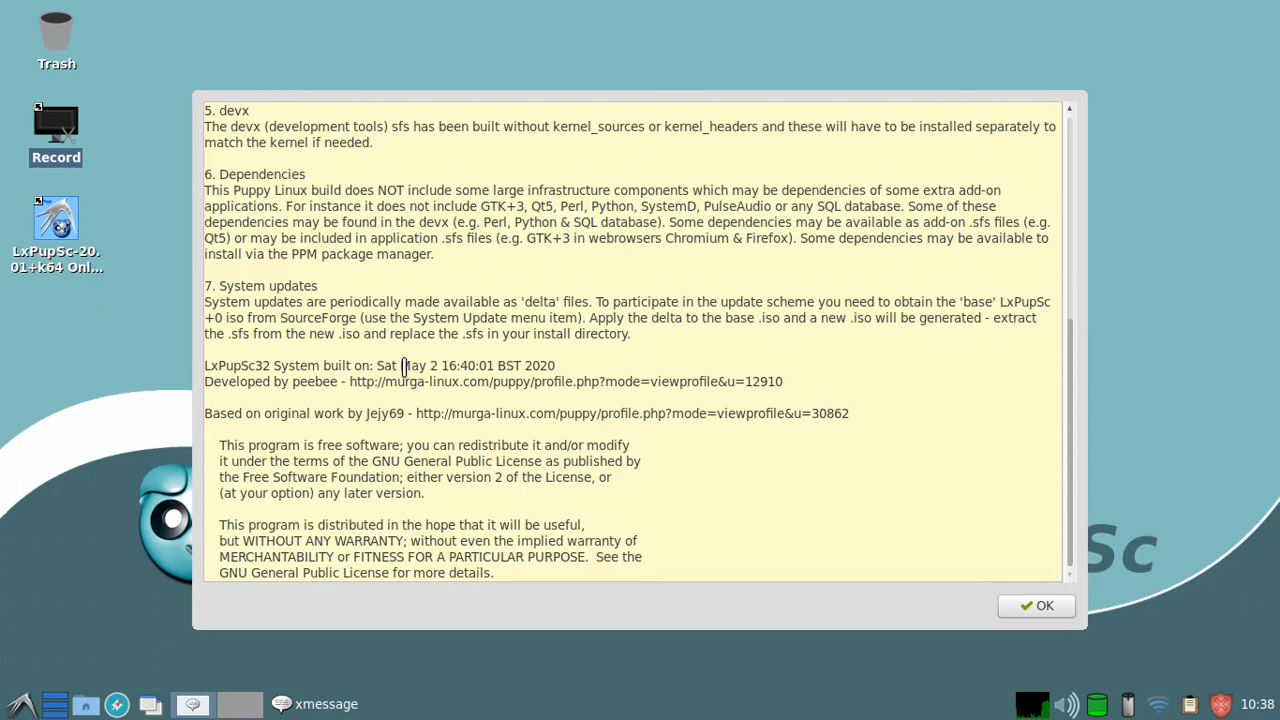 Trash
Record
LxPupSc-20.
01+k64 Onl...
5. devx
The devx (development tools) sfs has been built without kernel_sources or kernel_headers and these will have to be installed separately to
match the kernel if needed.
6. Dependencies
This Puppy Linux build does NOT include some large infrastructure components which may be dependencies of some extra add-on
applications. For instance it does not include GTK+3, Qt5, Perl, Python, SystemD, PulseAudio or any SQL database. Some of these
dependencies may be found in the devx (e.g. Perl, Python & SQL database). Some dependencies may be available as add-on .sfs files (e.g.
Qt5) or may be included in application .sfs files (e.g. GTK+3 in webrowsers Chromium & Firefox). Some dependencies may be available to
install via the PPM package manager.
7. System updates
System updates are periodically made available as 'delta' files. To participate in the update scheme you need to obtain the 'base' LxPupSc
+0 iso from SourceForge (use the System Update menu item). Apply the delta to the base .iso and a new .iso will be generated - extract
the .sfs from the new .iso and replace the .sfs in your install directory.
LxPupSc32 System built on: Sat May 2 16:40:01 BST 2020
Developed by peebee - http://murga-linux.com/puppy/profile.php?mode=viewprofile&u=12910
Based on original work by Jejy69 - http://murga-linux.com/puppy/profile.php?mode=viewprofile&u=30862
This program is free software; you can redistribute it and/or modify
it under the terms of the GNU General Public License as published by
the Free Software Foundation; either version 2 of the License, or
(at your option) any later version.
This program is distributed in the hope that it will be useful,
but WITHOUT ANY WARRANTY; without even the implied warranty of
MERCHANTABILITY or FITNESS FOR A PARTICULAR PURPOSE.  See the
GNU General Public License for more details.
OK
Sc
xmessage
10:38